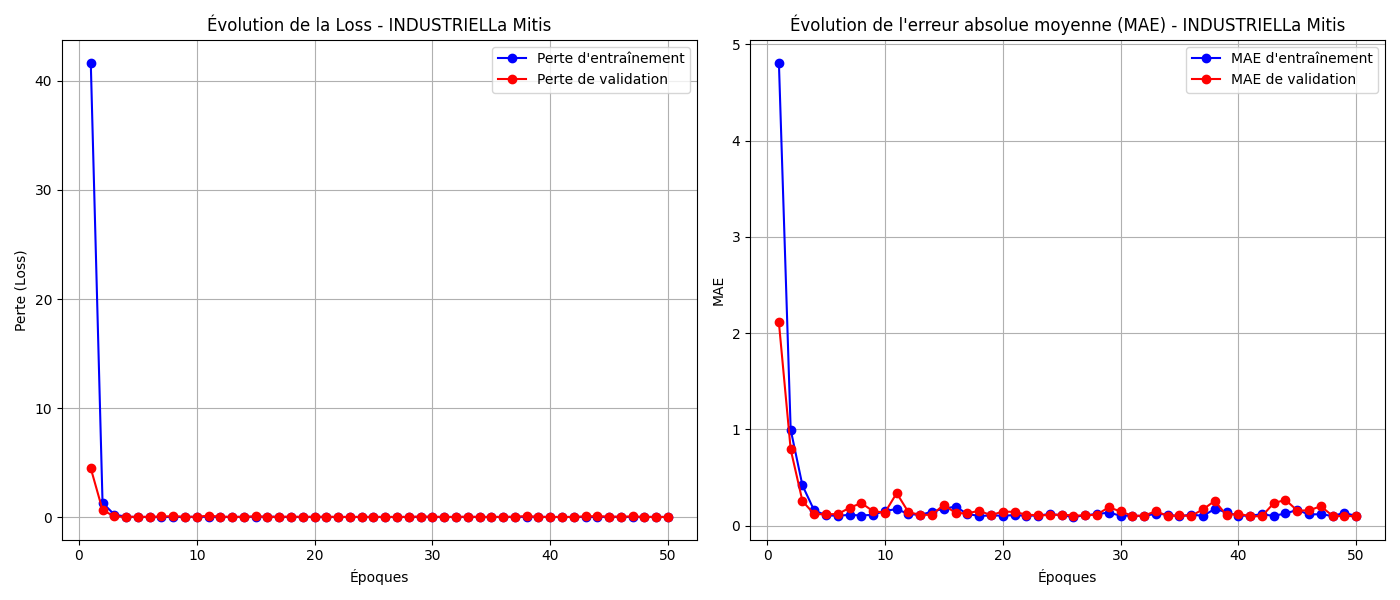 Évolution de la Loss - INDUSTRIELLa Mitis
Perte d'entraînement
Perte de validation
40
30
20
10
0
Perte (Loss)
0
10
20
30
40
50
Époques
Évolution de l'erreur absolue moyenne (MAE) - INDUSTRIELLa Mitis
MAE d'entraînement
MAE de validation
5
4
3
2
1
0
MAE
0
10
20
30
40
50
Époques